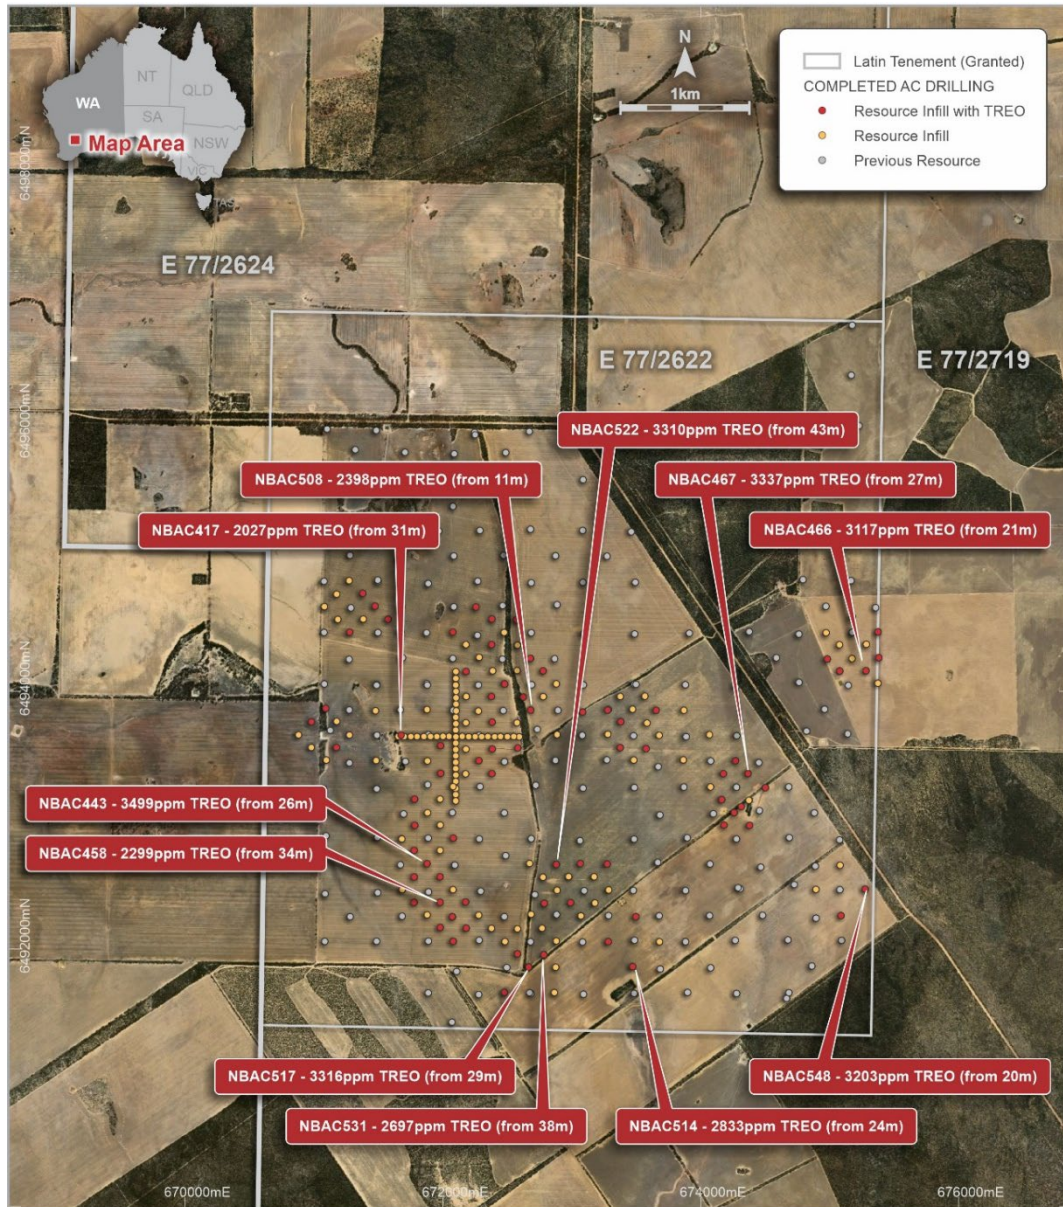 NT
QLD
WA
SA
NSW
VIC
TAS
Map Area
N
1km
Latin Tenement (Granted)
COMPLETED AC DRILLING
Resource Infill with TREO
Resource Infill
Previous Resource
6498000mN
E 77/2624
E 77/2622
E 77/2719
6496000mN
NBAC522 - 3310ppm TREO (from 43m)
NBAC508 - 2398ppm TREO (from 11m)
NBAC467 - 3337ppm TREO (from 27m)
NBAC417 - 2027ppm TREO (from 31m)
NBAC466 - 3117ppm TREO (from 21m)
6494000mN
NBAC443 - 3499ppm TREO (from 26m)
NBAC458 - 2299ppm TREO (from 34m)
6492000mN
NBAC517 - 3316ppm TREO (from 29m)
NBAC548 - 3203ppm TREO (from 20m)
NBAC531 - 2697ppm TREO (from 38m)
NBAC514 - 2833ppm TREO (from 24m)
670000mE
672000mE
674000mE
676000mE